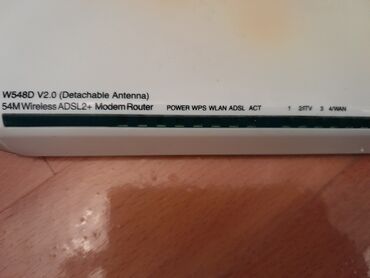 W548D V2.0 (Detachable Antenna)
54M Wireless ADSL2+ Modem Router POWER WPS WLAN ADSL ACT 1 2/ITV 3 4/WAN